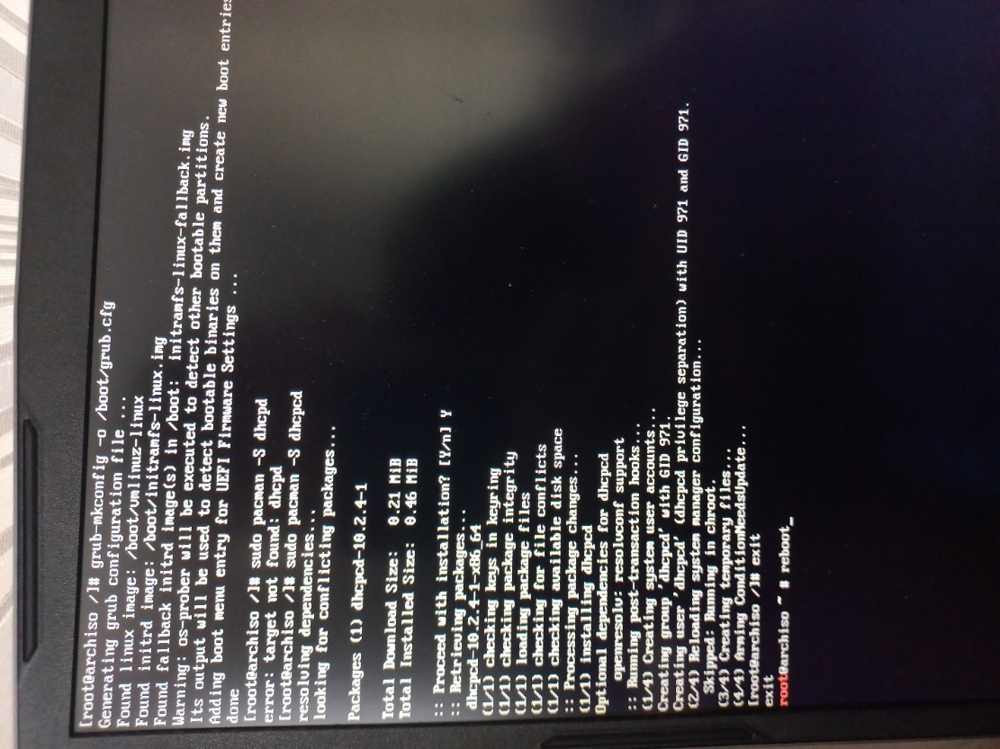 [root@archiso /]# grub-mkconfig -o /boot/grub.cfg
Generating grub configuration file ...
Found linux image: /boot/vmlinuz-linux
Found initrd image: /boot/initramfs-linux.img
Found fallback initrd image(s) in /boot:  initramfs-linux-fallback.img
Warning: os-prober will be executed to detect other bootable partitions.
Its output will be used to detect bootable binaries on them and create new boot entries
Adding boot menu entry for UEFI Firmware Settings ...
done
[root@archiso /]# sudo pacman -S dhcpd
error: target not found: dhcpd
[root@archiso /]# sudo pacman -S dhcpcd
resolving dependencies...
looking for conflicting packages...
Packages (1) dhcpcd-10.2.4-1
Total Download Size:   0.21 MiB
Total Installed Size:  0.46 MiB
:: Proceed with installation? [Y/n] Y
:: Retrieving packages...
dhcpcd-10.2.4-1-x86_64
(1/1) checking keys in keyring
(1/1) checking package integrity
(1/1) loading package files
(1/1) checking for file conflicts
(1/1) checking available disk space
:: Processing package changes...
(1/1) installing dhcpcd
Optional dependencies for dhcpcd
openresolv: resolvconf support
:: Running post-transaction hooks...
(1/4) Creating system user accounts...
Creating group 'dhcpcd' with GID 971.
Creating user 'dhcpcd' (dhcpcd privilege separation) with UID 971 and GID 971.
(2/4) Reloading system manager configuration...
Skipped: Running in chroot.
(3/4) Creating temporary files...
(4/4) Arming ConditionNeedsUpdate...
[root@archiso /]# exit
exit
root@archiso ~ # reboot_